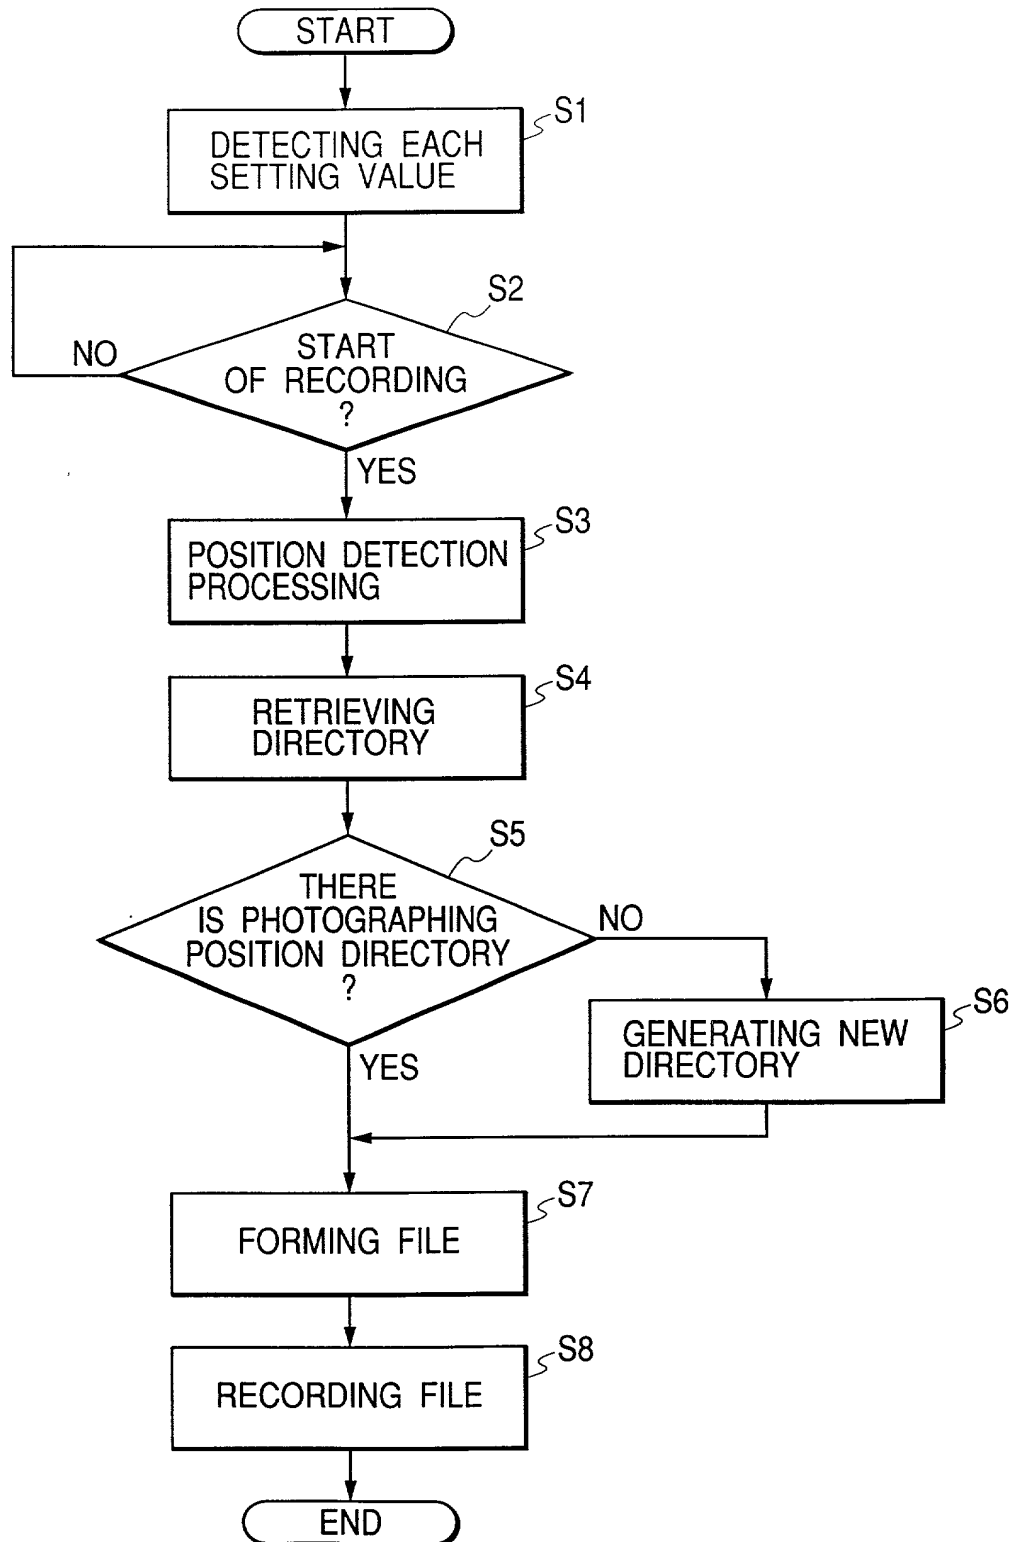 START
S1
DETECTING EACH
SETTING VALUE
S2
START
OF RECORDING
?
NO
YES
S3
POSITION DETECTION
PROCESSING
S4
RETRIEVING
DIRECTORY
S5
THERE
IS PHOTOGRAPHING
POSITION DIRECTORY
?
NO
YES
S6
GENERATING NEW
DIRECTORY
S7
FORMING FILE
S8
RECORDING FILE
END